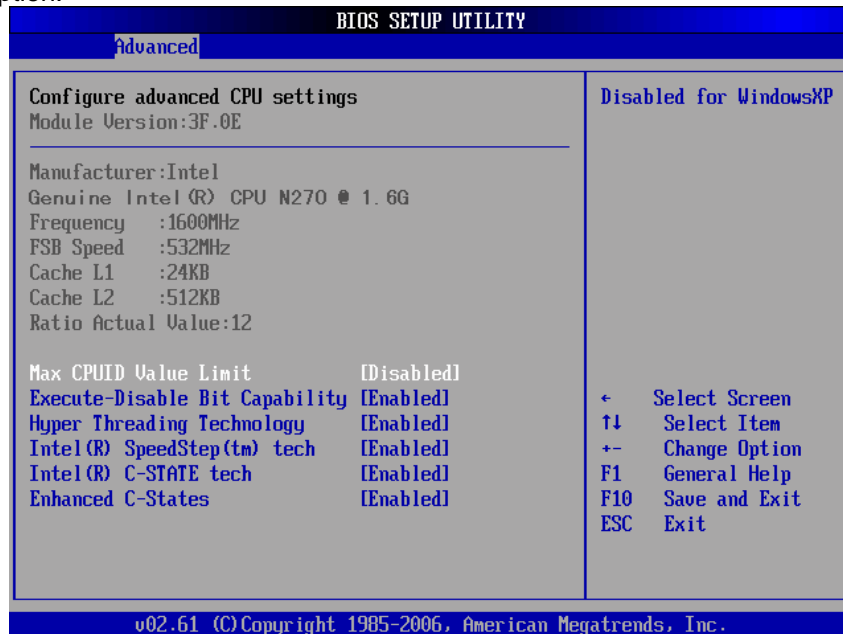 BIOS SETUP UTILITY
Advanced
Configure advanced CPU settings
Module Version:3F.0E
Manufacturer:Intel
Genuine Intel(R) CPU N270 @ 1.6G
Frequency :1600MHz
FSB Speed :532MHz
Cache L1 :24KB
Cache L2 :512KB
Ratio Actual Value:12
Max CPUID Value Limit [Disabled]
Execute-Disable Bit Capability [Enabled]
Hyper Threading Technology [Enabled]
Intel(R) SpeedStep(tm) tech [Enabled]
Intel(R) C-STATE tech [Enabled]
Enhanced C-States [Enabled]
Disabled for WindowsXP
← Select Screen
↑↓ Select Item
+- Change Option
F1 General Help
F10 Save and Exit
ESC Exit
v02.61 (C)Copyright 1985-2006, American Megatrends, Inc.